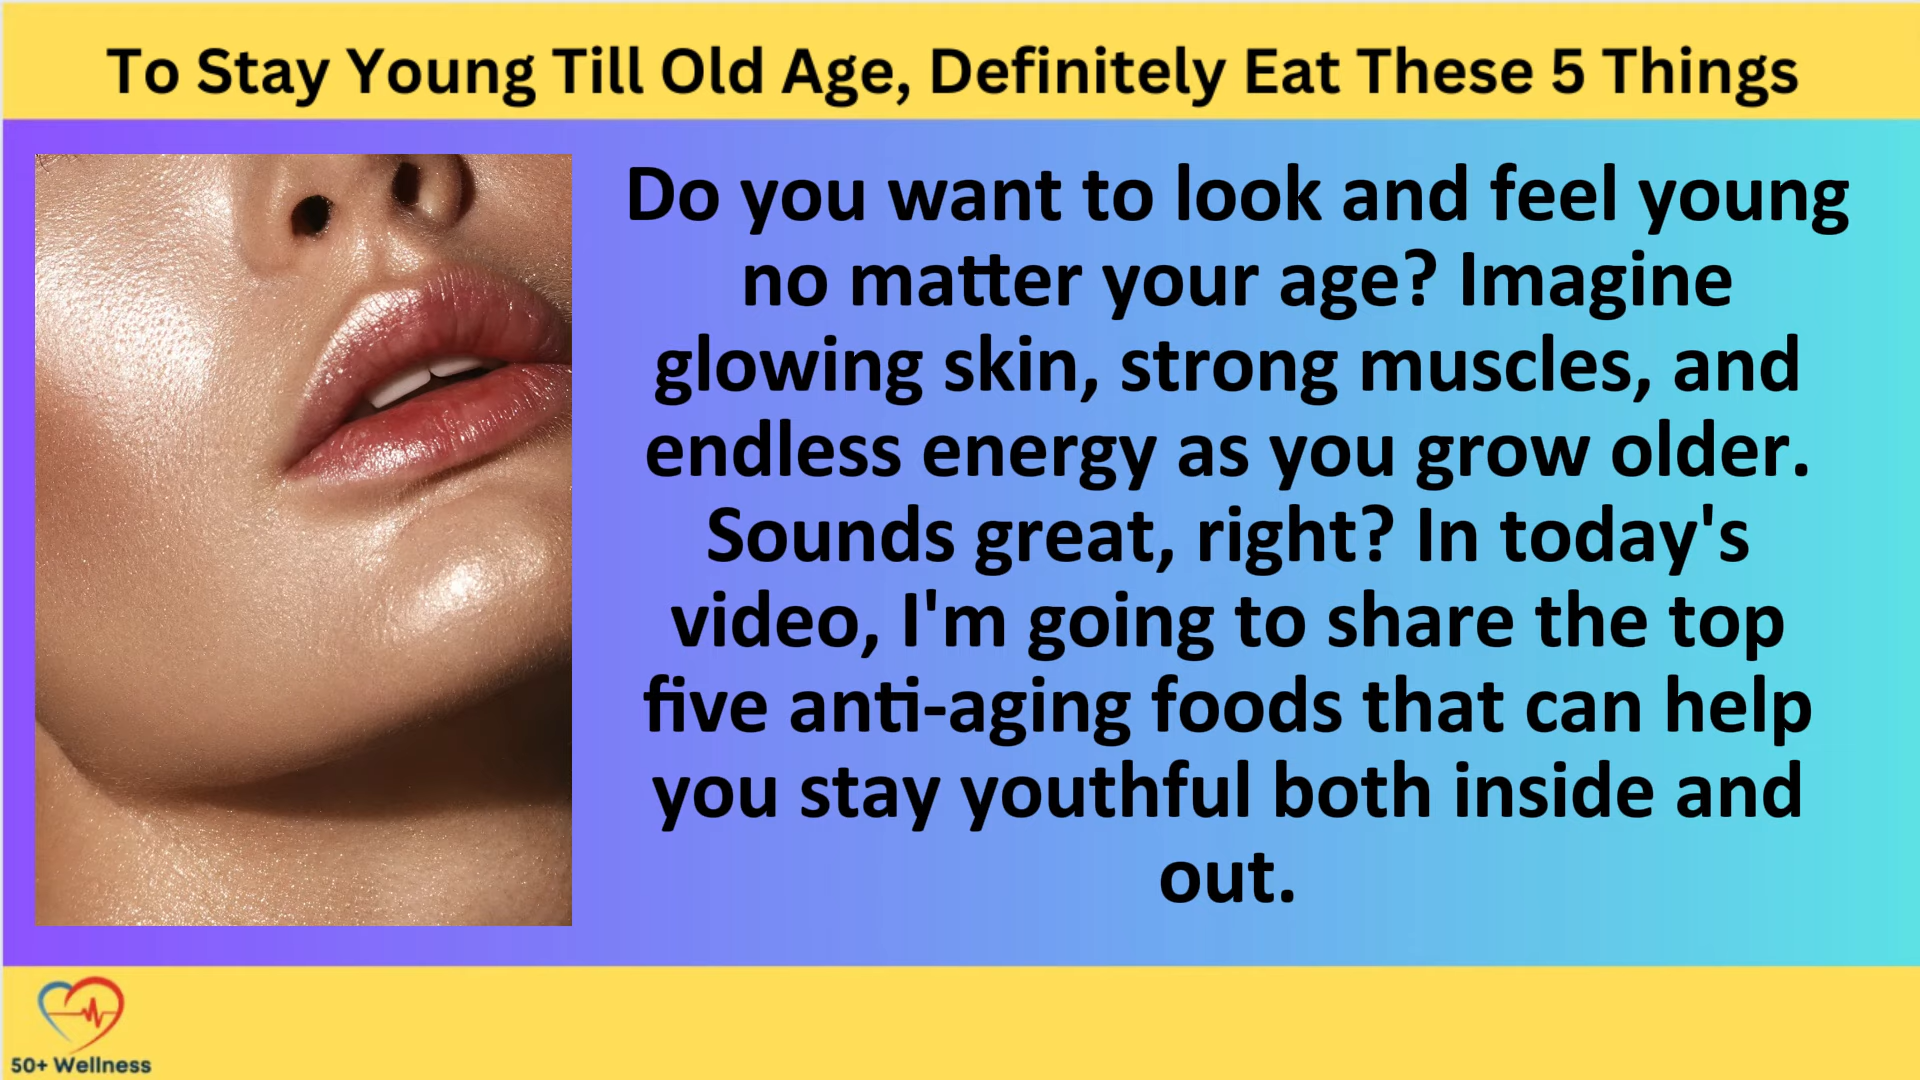 To Stay Young Till Old Age, Definitely Eat These 5 Things
Do you want to look and feel young
no matter your age? Imagine
glowing skin, strong muscles, and
endless energy as you grow older.
Sounds great, right? In today's
video, I'm going to share the top
five anti-aging foods that can help
you stay youthful both inside and
out.
50+ Wellness